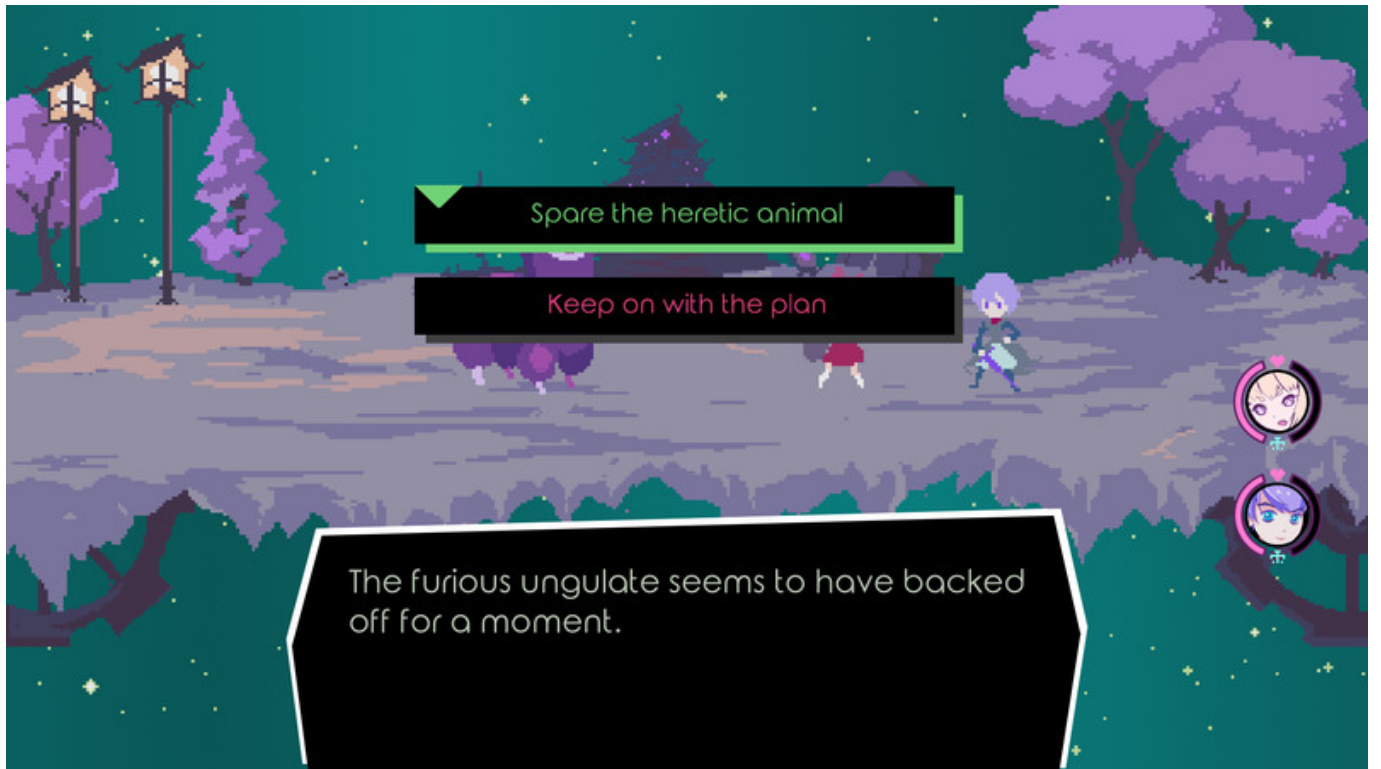 Spare the heretic animal
Keep on with the plan
The furious ungulate seems to have backed
off for a moment.